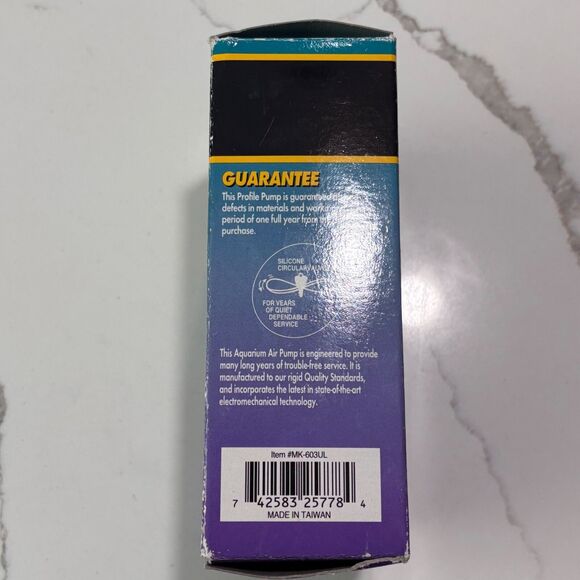 GUARANTEE
This Profile Pump is guaranteed
defects in materials and
period of one full year from the
purchase.
SILICONE
CIRCULAR
FOR YEARS
OF QUIET
DEPENDABLE
SERVICE
This Aquarium Air Pump is engineered to provide
many long years of trouble-free service. It is
manufactured to our rigid Quality Standards,
and incorporates the latest in state-of-the-art
electromechanical technology.
Item #MK-603UL
7 42583 25778 4
MADE IN TAIWAN